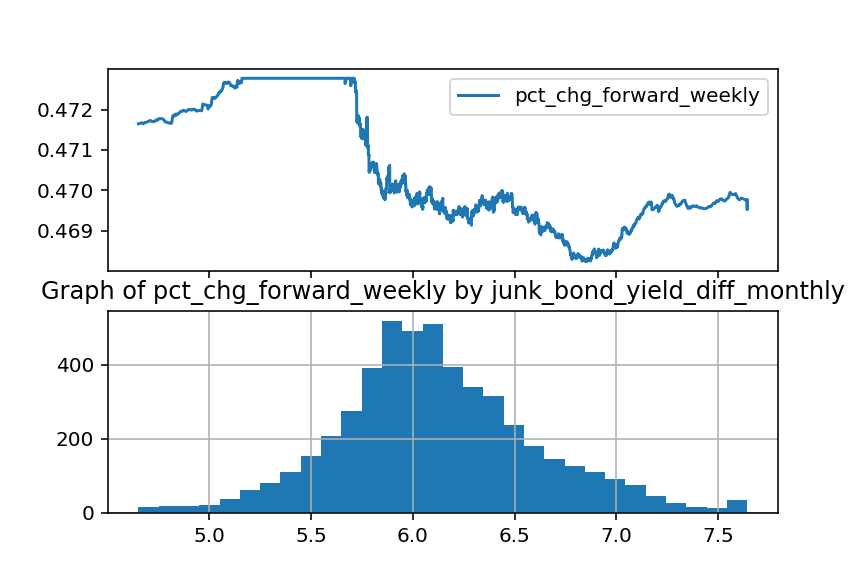 0.472
0.471
0.470
0.469
pct_chg_forward_weekly
Graph of pct_chg_forward_weekly by junk_bond_yield_diff_monthly
400
200
0
5.0 5.5 6.0 6.5 7.0 7.5